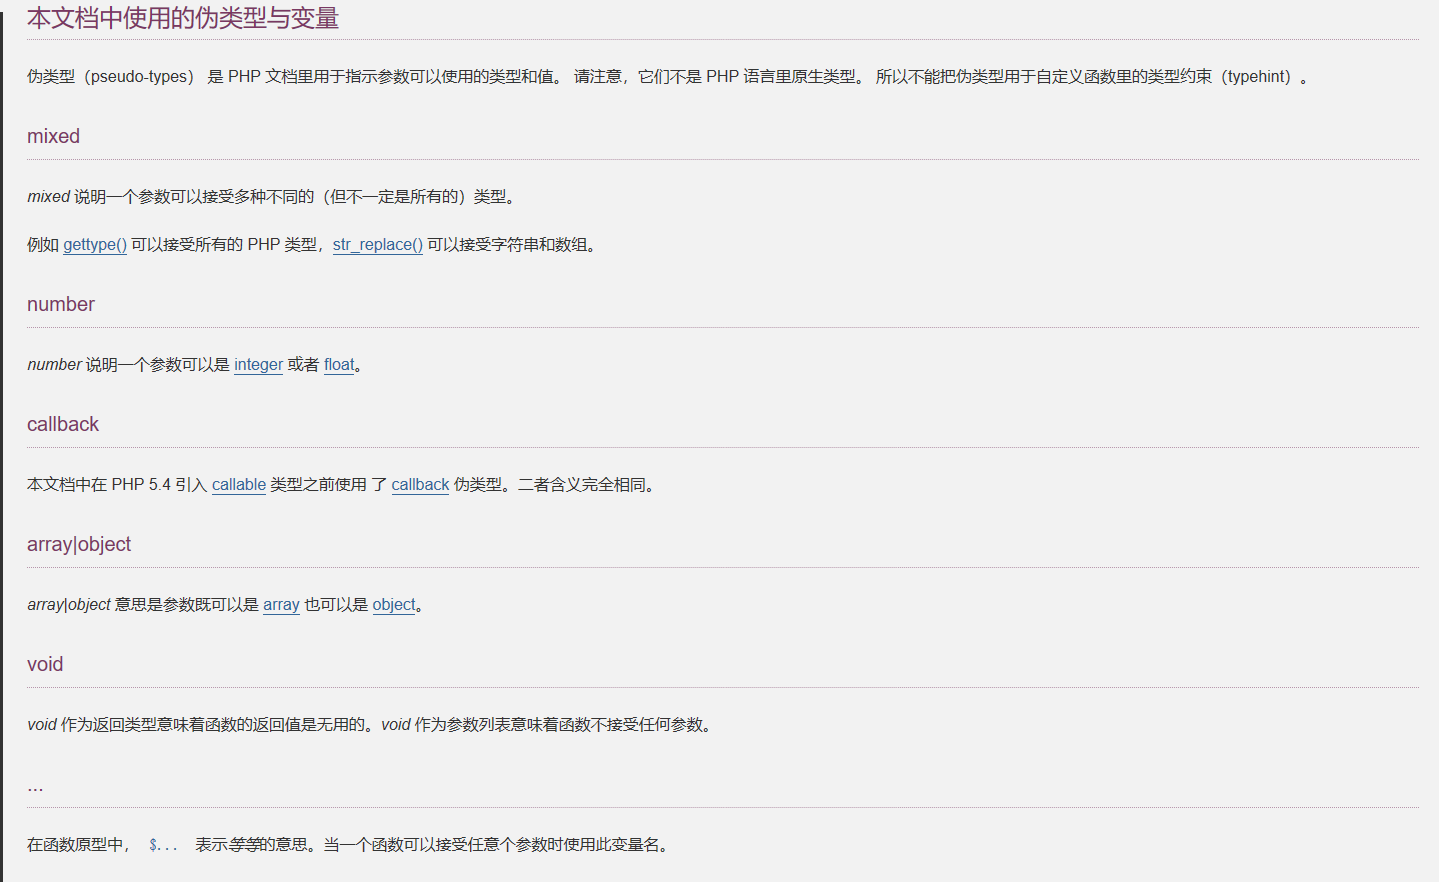 本文档中使用的伪类型与变量
伪类型（pseudo-types） 是 PHP 文档里用于指示参数可以使用的类型和值。 请注意，它们不是 PHP 语言里原生类型。 所以不能把伪类型用于自定义函数里的类型约束（typehint）。
mixed
mixed 说明一个参数可以接受多种不同的（但不一定是所有的）类型。
例如 gettype() 可以接受所有的 PHP 类型，str_replace() 可以接受字符串和数组。
number
number 说明一个参数可以是 integer 或者 float。
callback
本文档中在 PHP 5.4 引入 callable 类型之前使用 了 callback 伪类型。二者含义完全相同。
array|object
array|object 意思是参数既可以是 array 也可以是 object。
void
void 作为返回类型意味着函数的返回值是无用的。void 作为参数列表意味着函数不接受任何参数。
...
在函数原型中， $... 表示等等的意思。当一个函数可以接受任意个参数时使用此变量名。